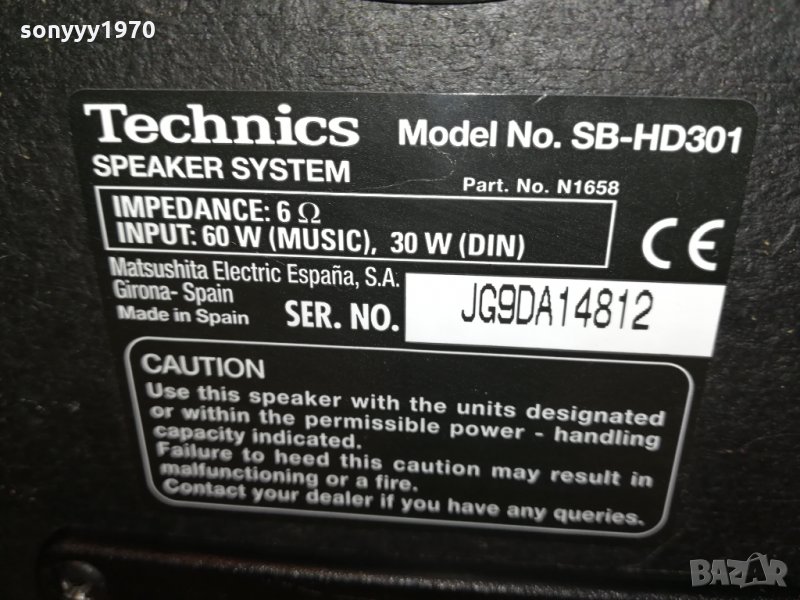 sonyyy1970
Technics Model No. SB-HD301
SPEAKER SYSTEM
Part. No. N1658
IMPEDANCE: 6 Ω
INPUT: 60 W (MUSIC), 30 W (DIN)
CE
Matsushita Electric España, S.A.
Girona- Spain
Made in Spain
SER. NO. JG9DA14812
CAUTION
Use this speaker with the units designated
or within the permissible power - handling
capacity indicated.
Failure to heed this caution may result in
malfunctioning or a fire.
Contact your dealer if you have any queries.
BAZAR